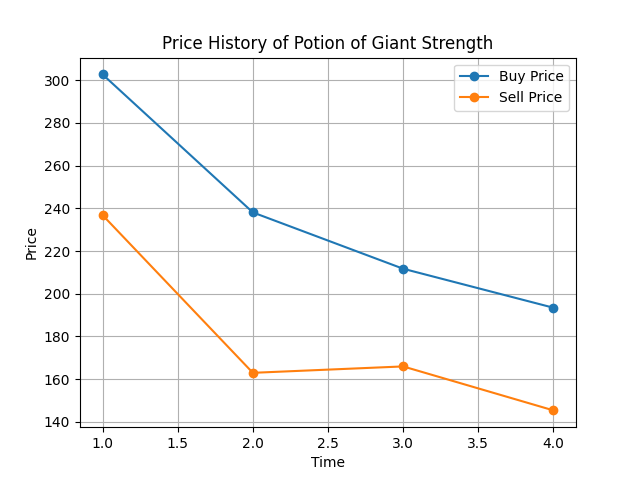 Price History of Potion of Giant Strength
Buy Price
Sell Price
Price
300
280
260
240
220
200
180
160
140
1.0 1.5 2.0 2.5 3.0 3.5 4.0
Time